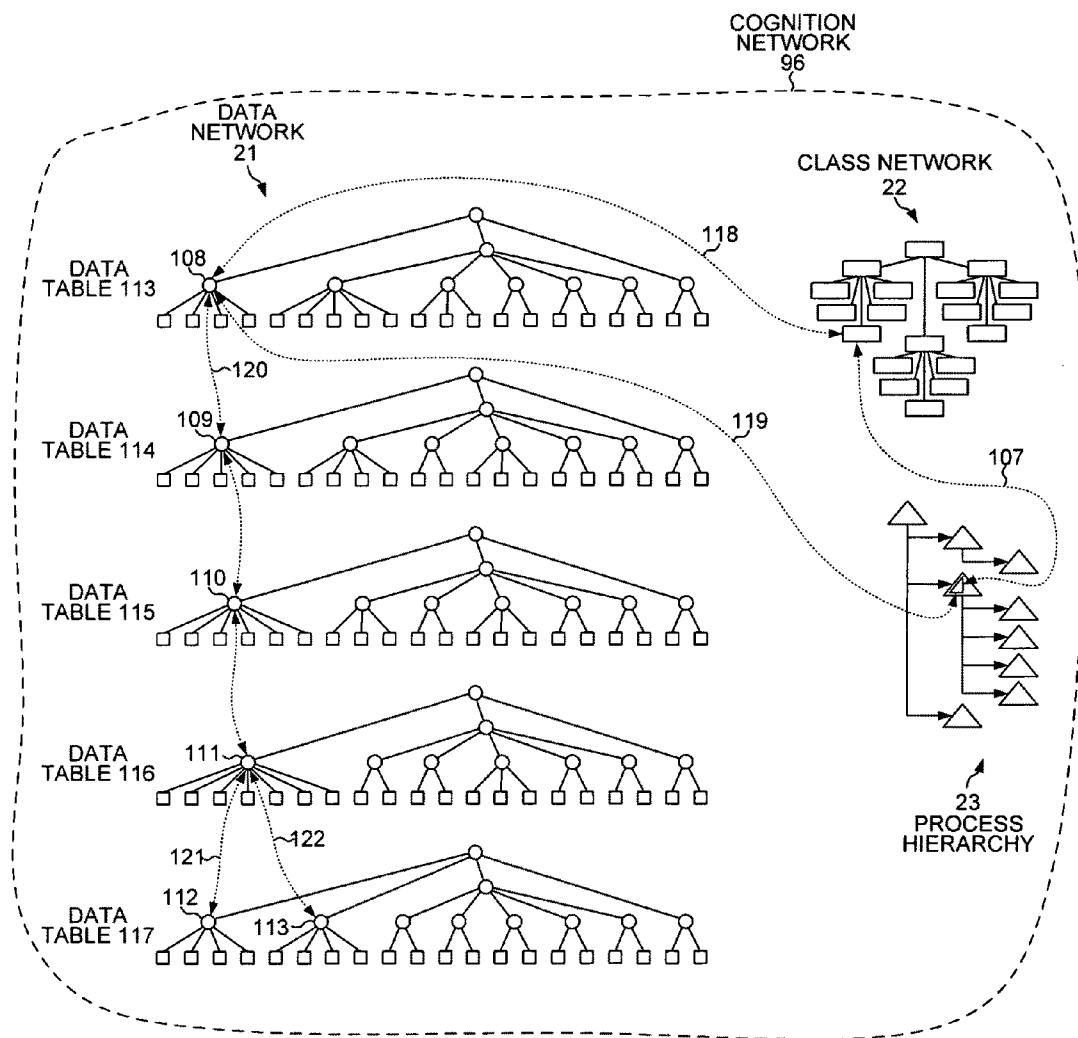 COGNITION
NETWORK
96
DATA
NETWORK
21
CLASS NETWORK
22
118
108
DATA
TABLE 113
120
109
119
DATA
TABLE 114
107
110
DATA
TABLE 115
111
DATA
TABLE 116
23
PROCESS
HIERARCHY
122
121
112
113
DATA
TABLE 117